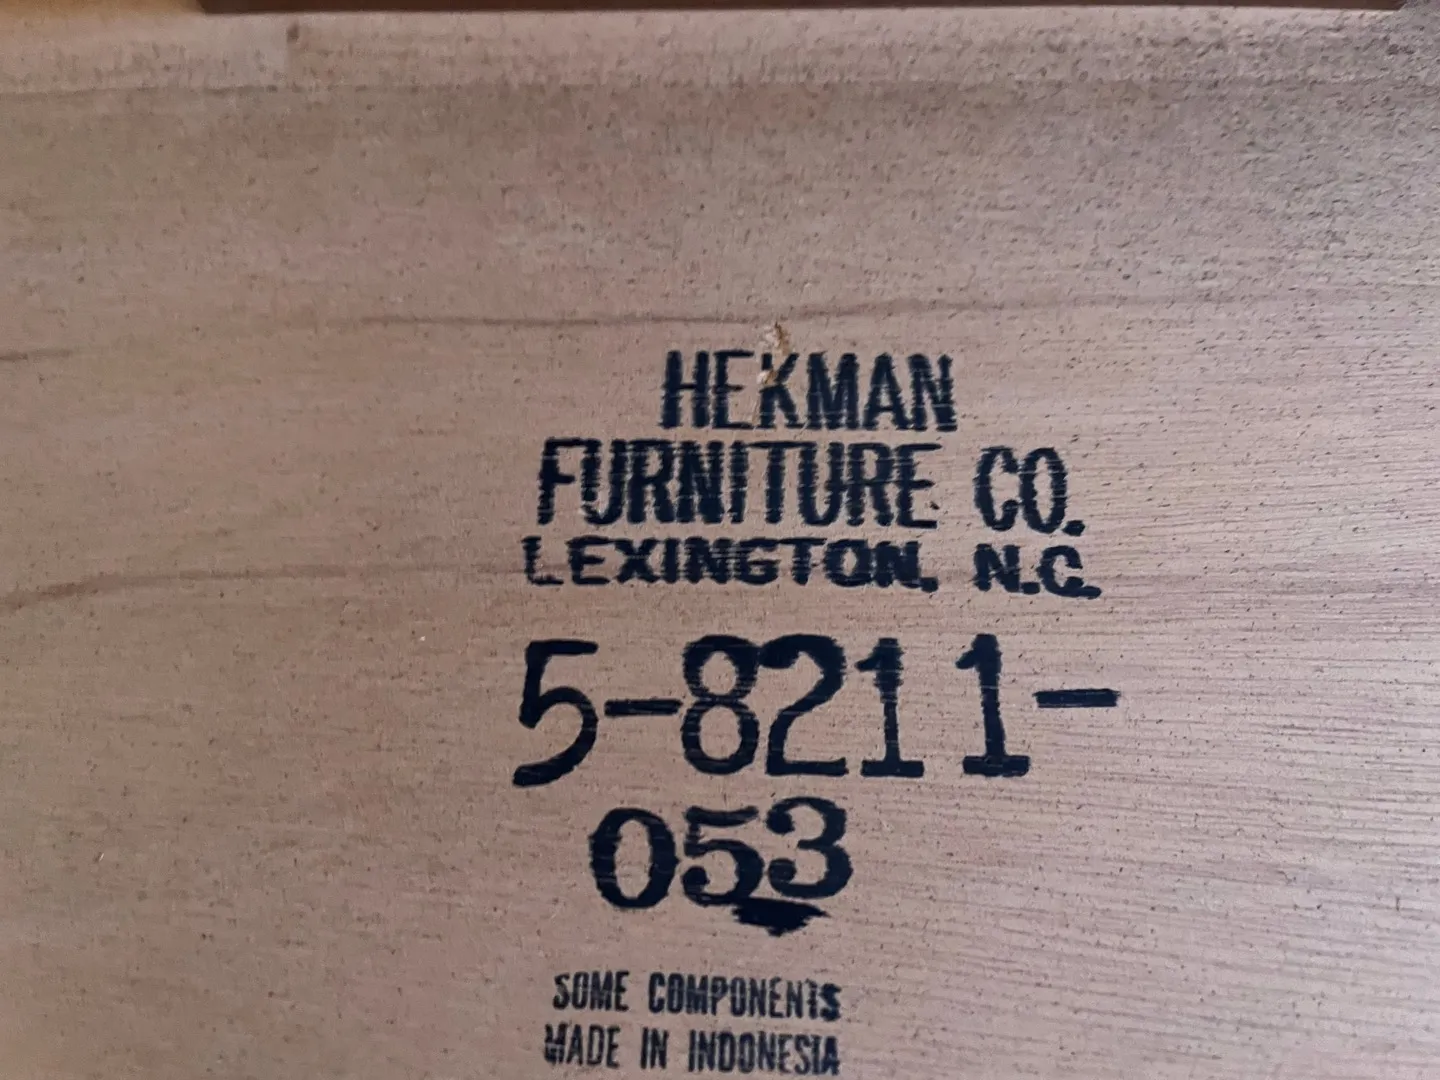 HEKMAN
FURNITURE CO.
LEXINGTON, N.C.
5-8211-
053
SOME COMPONENTS
MADE IN INDONESIA